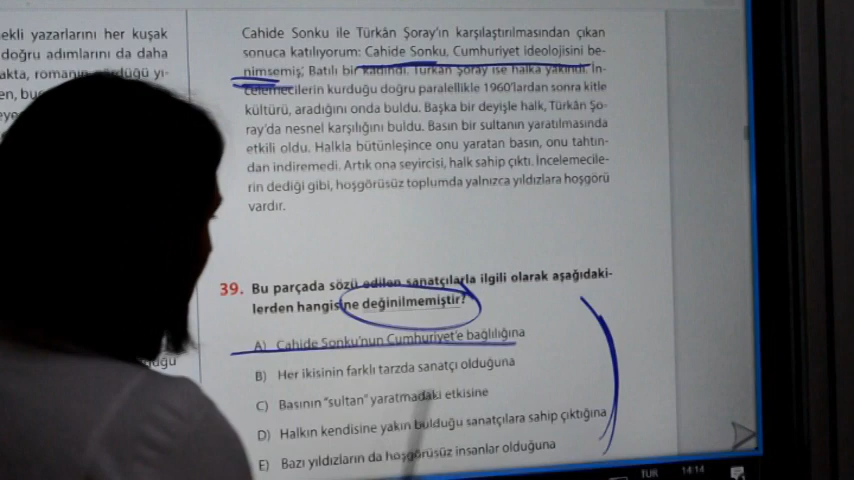 ekli yazarlarını her kuşak
doğru adımlarını da daha
akta, romanın yi-
en,
Cahide Sonku ile Türkân Şoray'ın karşılaştırılmasından çıkan
sonuca katılıyorum: Cahide Sonku, Cumhuriyet ideolojisini be-
nimsemiş, Batılı bir kadındı. Türkân Şoray ise halka yakındı. İn-
celemecilerin kurduğu doğru paralellikle 1960'lardan sonra kitle
kültürü, aradığını onda buldu. Başka bir deyişle halk, Türkân Şo-
ray'da nesnel karşılığını buldu. Basın bir sultanın yaratılmasında
etkili oldu. Halkla bütünleşince onu yaratan basın, onu tahtın-
dan indiremedi. Artık ona seyircisi, halk sahip çıktı. İncelemecile-
rin dediği gibi, hoşgörüsüz toplumda yalnızca yıldızlara hoşgörü
vardır.
39. Bu parçada sözü edilen sanatçılarla ilgili olarak aşağıdaki-
lerden hangisine değinilmemiştir?
A) Cahide Sonku'nun Cumhuriyet'e bağlılığına
B) Her ikisinin farklı tarzda sanatçı olduğuna
C) Basının "sultan" yaratmadaki etkisine
D) Halkın kendisine yakın bulduğu sanatçılara sahip çıktığına
E) Bazı yıldızların da hoşgörüsüz insanlar olduğuna
TUR 14:14